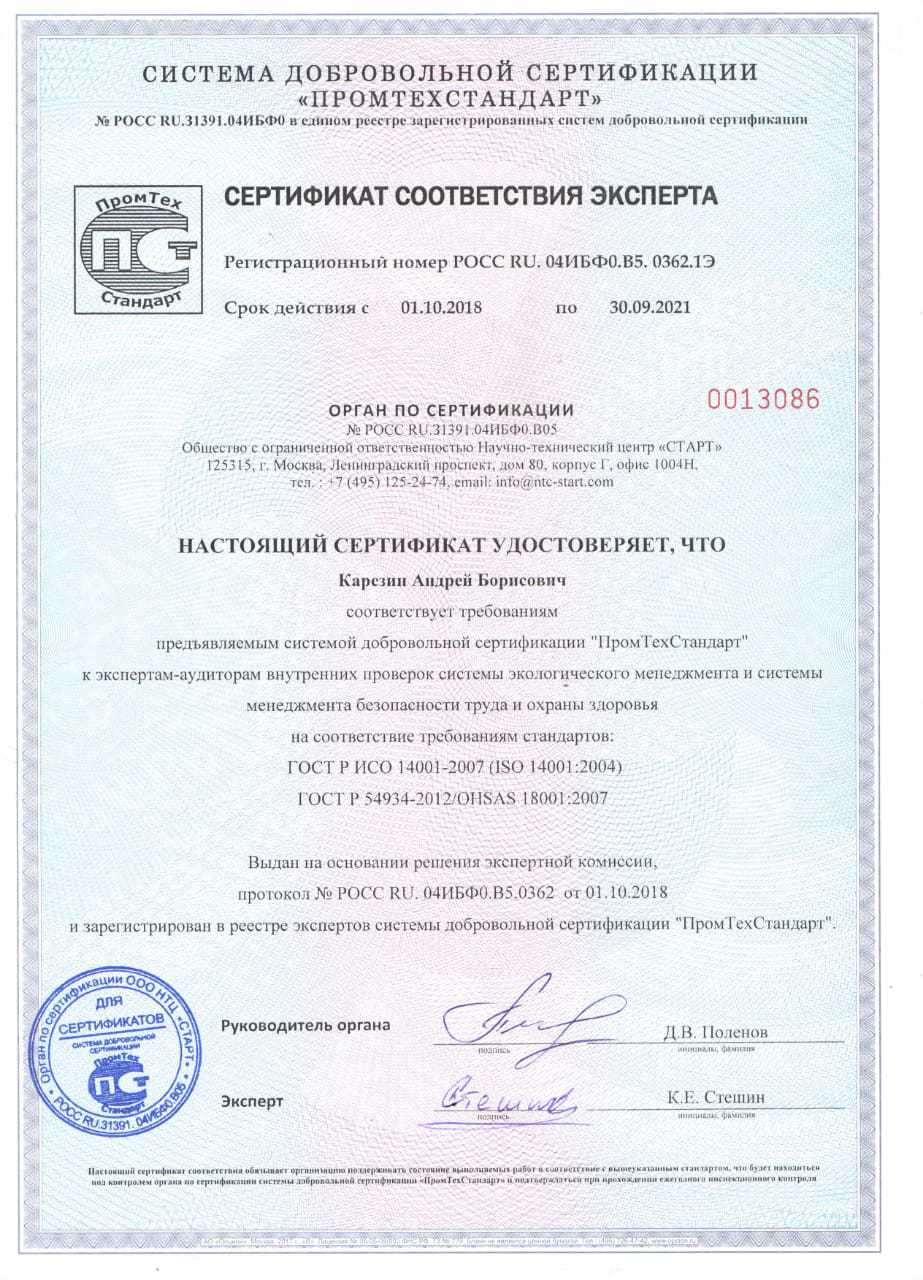 СИСТЕМА ДОБРОВОЛЬНОЙ СЕРТИФИКАЦИИ
«ПРОМТЕХСТАНДАРТ»
№ РОСС RU.31391.04ИБФ0 в едином реестре зарегистрированных систем добровольной сертификации
ПромТех
ПСТ
Стандарт
СЕРТИФИКАТ СООТВЕТСТВИЯ ЭКСПЕРТА
Регистрационный номер РОСС RU. 04ИБФ0.В5. 0362.1Э
Срок действия с 01.10.2018 по 30.09.2021
0013086
ОРГАН ПО СЕРТИФИКАЦИИ
№ РОСС RU.31391.04ИБФ0.В05
Общество с ограниченной ответственностью Научно-технический центр «СТАРТ»
125315, г. Москва, Ленинградский проспект, дом 80, корпус Г, офис 1004Н,
тел. : +7 (495) 125-24-74, email: info@ntc-start.com
НАСТОЯЩИЙ СЕРТИФИКАТ УДОСТОВЕРЯЕТ, ЧТО
Карезин Андрей Борисович
соответствует требованиям
предъявляемым системой добровольной сертификации "ПромТехСтандарт"
к экспертам-аудиторам внутренних проверок системы экологического менеджмента и системы
менеджмента безопасности труда и охраны здоровья
на соответствие требованиям стандартов:
ГОСТ Р ИСО 14001-2007 (ISO 14001:2004)
ГОСТ Р 54934-2012/OHSAS 18001:2007
Выдан на основании решения экспертной комиссии,
протокол № РОСС RU. 04ИБФ0.В5.0362 от 01.10.2018
и зарегистрирован в реестре экспертов системы добровольной сертификации "ПромТехСтандарт".
Орган по сертификации ООО НТЦ «СТАРТ»
ДЛЯ
СЕРТИФИКАТОВ
СИСТЕМА ДОБРОВОЛЬНОЙ
СЕРТИФИКАЦИИ
ПромТех
ПСТ
Стандарт
РОСС RU.31391.04ИБФ0.В05
Руководитель органа
Д.В. Поленов
подпись
инициалы, фамилия
Эксперт
Стешин
К.Е. Стешин
подпись
инициалы, фамилия
Настоящий сертификат соответствия обязывает организацию поддерживать состояние выполняемых работ в соответствие с вышеуказанным стандартом, что будет находиться
под контролем органа по сертификации системы добровольной сертификации «ПромТехСтандарт» и подтверждаться при прохождении ежегодного инспекционного контроля